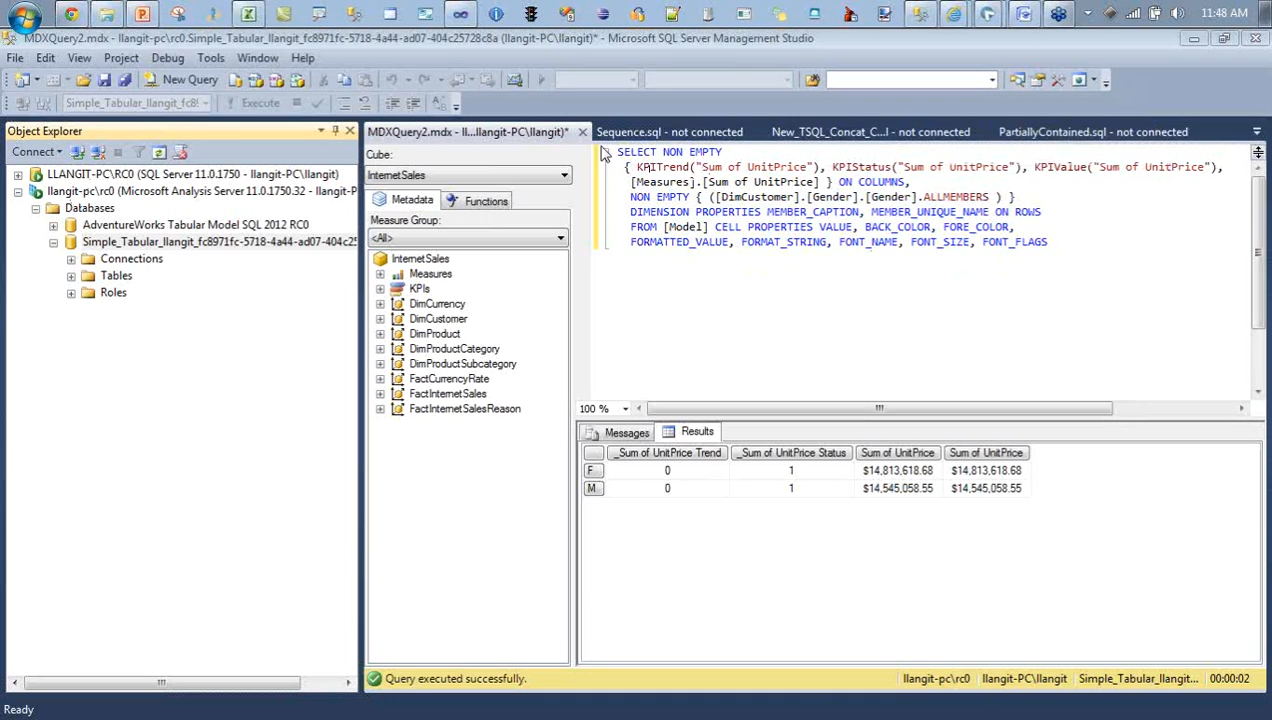 11:48 AM
MDXQuery2.mdx - llangit-pc\rc0.Simple_Tabular_llangit_fc8971fc-5718-4a44-ad07-404c25728c8a (llangit-PC\llangit)* - Microsoft SQL Server Management Studio
File Edit View Project Debug Tools Window Help
New Query
Simple_Tabular_llangit_fc8! Execute
Object Explorer
Connect
LLANGIT-PC\RC0 (SQL Server 11.0.1750 - llangit-PC\llangit)
llangit-pc\rc0 (Microsoft Analysis Server 11.0.1750.32 - llangit-P
Databases
AdventureWorks Tabular Model SQL 2012 RC0
Simple_Tabular_llangit_fc8971fc-5718-4a44-ad07-404c25
Connections
Tables
Roles
MDXQuery2.mdx - ll...llangit-PC\llangit)* Sequence.sql - not connected New_TSQL_Concat_C...l - not connected PartiallyContained.sql - not connected
Cube:
InternetSales
Metadata Functions
Measure Group:
<All>
InternetSales
Measures
KPIs
DimCurrency
DimCustomer
DimProduct
DimProductCategory
DimProductSubcategory
FactCurrencyRate
FactInternetSales
FactInternetSalesReason
SELECT NON EMPTY
{ KPITrend("Sum of UnitPrice"), KPIStatus("Sum of UnitPrice"), KPIValue("Sum of UnitPrice"),
[Measures].[Sum of UnitPrice] } ON COLUMNS,
NON EMPTY { ([DimCustomer].[Gender].[Gender].ALLMEMBERS ) }
DIMENSION PROPERTIES MEMBER_CAPTION, MEMBER_UNIQUE_NAME ON ROWS
FROM [Model] CELL PROPERTIES VALUE, BACK_COLOR, FORE_COLOR,
FORMATTED_VALUE, FORMAT_STRING, FONT_NAME, FONT_SIZE, FONT_FLAGS
100 %
Messages Results
_Sum of UnitPrice Trend _Sum of UnitPrice Status Sum of UnitPrice Sum of UnitPrice
F 0 1 $14,813,618.68 $14,813,618.68
M 0 1 $14,545,058.55 $14,545,058.55
Query executed successfully. llangit-pc\rc0 llangit-PC\llangit Simple_Tabular_llangit... 00:00:02
Ready